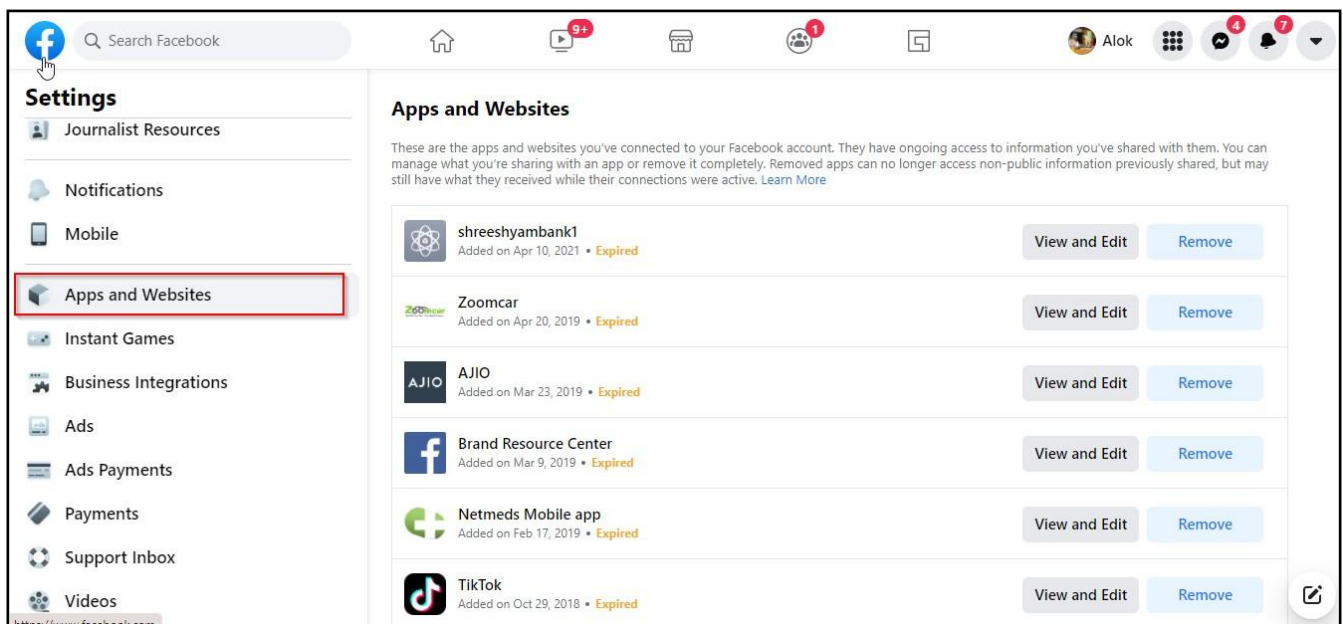 Search Facebook
9+
1
Alok
4
7
Settings
Journalist Resources
Notifications
Mobile
Apps and Websites
Instant Games
Business Integrations
Ads
Ads Payments
Payments
Support Inbox
Videos
https://www.facebook.com
Apps and Websites
These are the apps and websites you've connected to your Facebook account. They have ongoing access to information you've shared with them. You can
manage what you're sharing with an app or remove it completely. Removed apps can no longer access non-public information previously shared, but may
still have what they received while their connections were active. Learn More
shreeshyambank1
Added on Apr 10, 2021 • Expired
View and Edit
Remove
Zoomcar
Zoomcar
Added on Apr 20, 2019 • Expired
View and Edit
Remove
AJIO
AJIO
Added on Mar 23, 2019 • Expired
View and Edit
Remove
Brand Resource Center
Added on Mar 9, 2019 • Expired
View and Edit
Remove
Netmeds Mobile app
Added on Feb 17, 2019 • Expired
View and Edit
Remove
TikTok
Added on Oct 29, 2018 • Expired
View and Edit
Remove